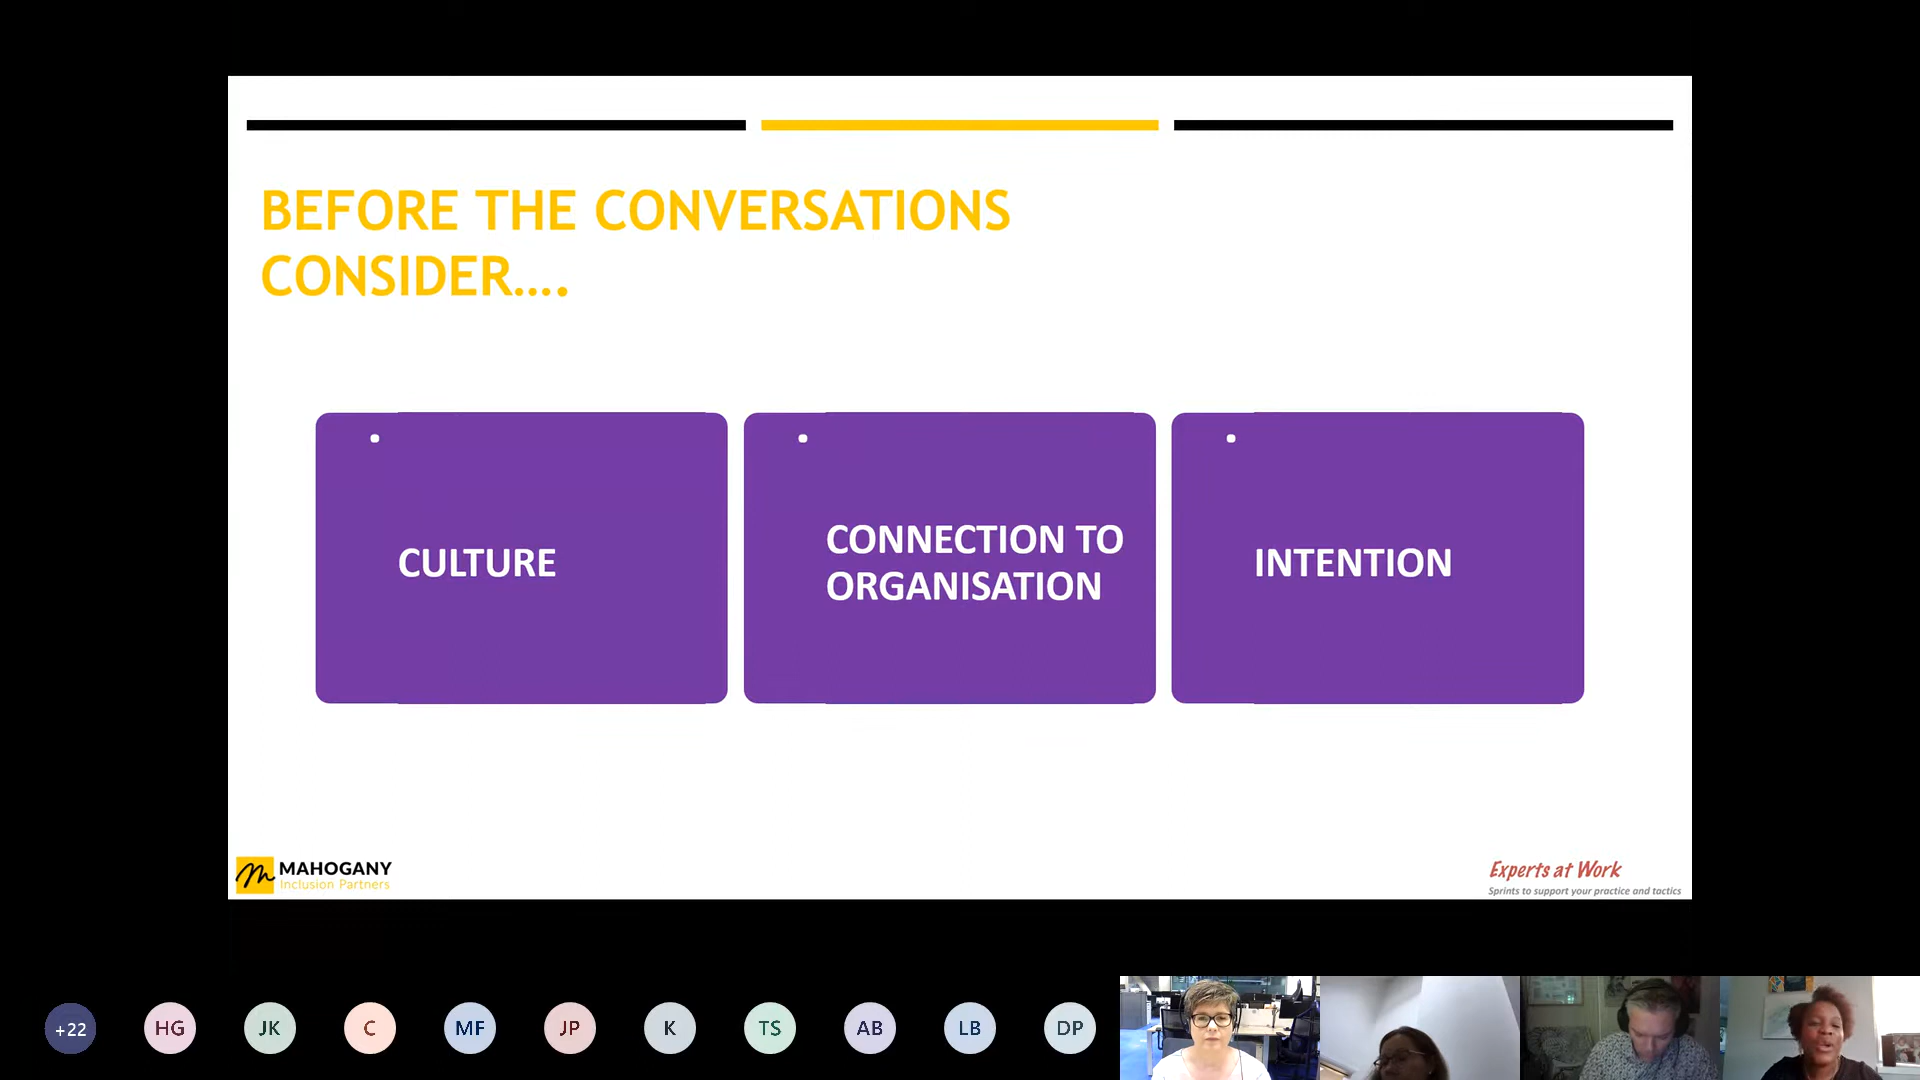 BEFORE THE CONVERSATIONS
CONSIDER....
• CULTURE
• CONNECTION TO
ORGANISATION
• INTENTION
MAHOGANY
Inclusion Partners
Experts at Work
Sprints to support your practice and tactics
+22
HG
JK
C
MF
JP
K
TS
AB
LB
DP